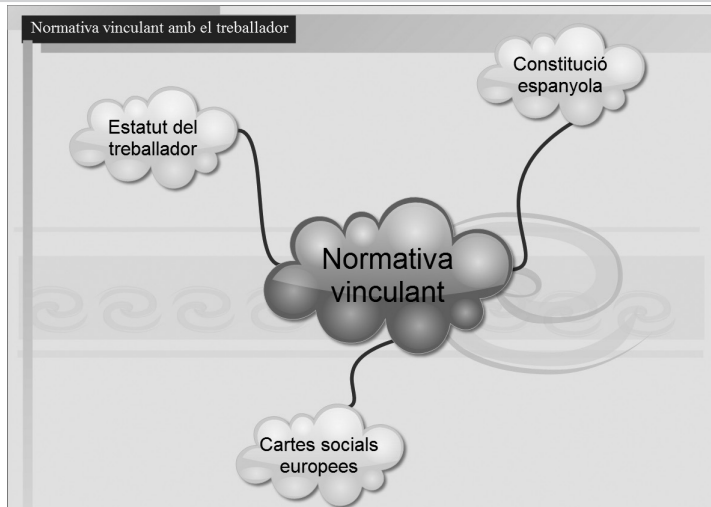 Normativa vinculant amb el treballador
Constitució
espanyola
Estatut del
treballador
Normativa
vinculant
Cartes socials
europees